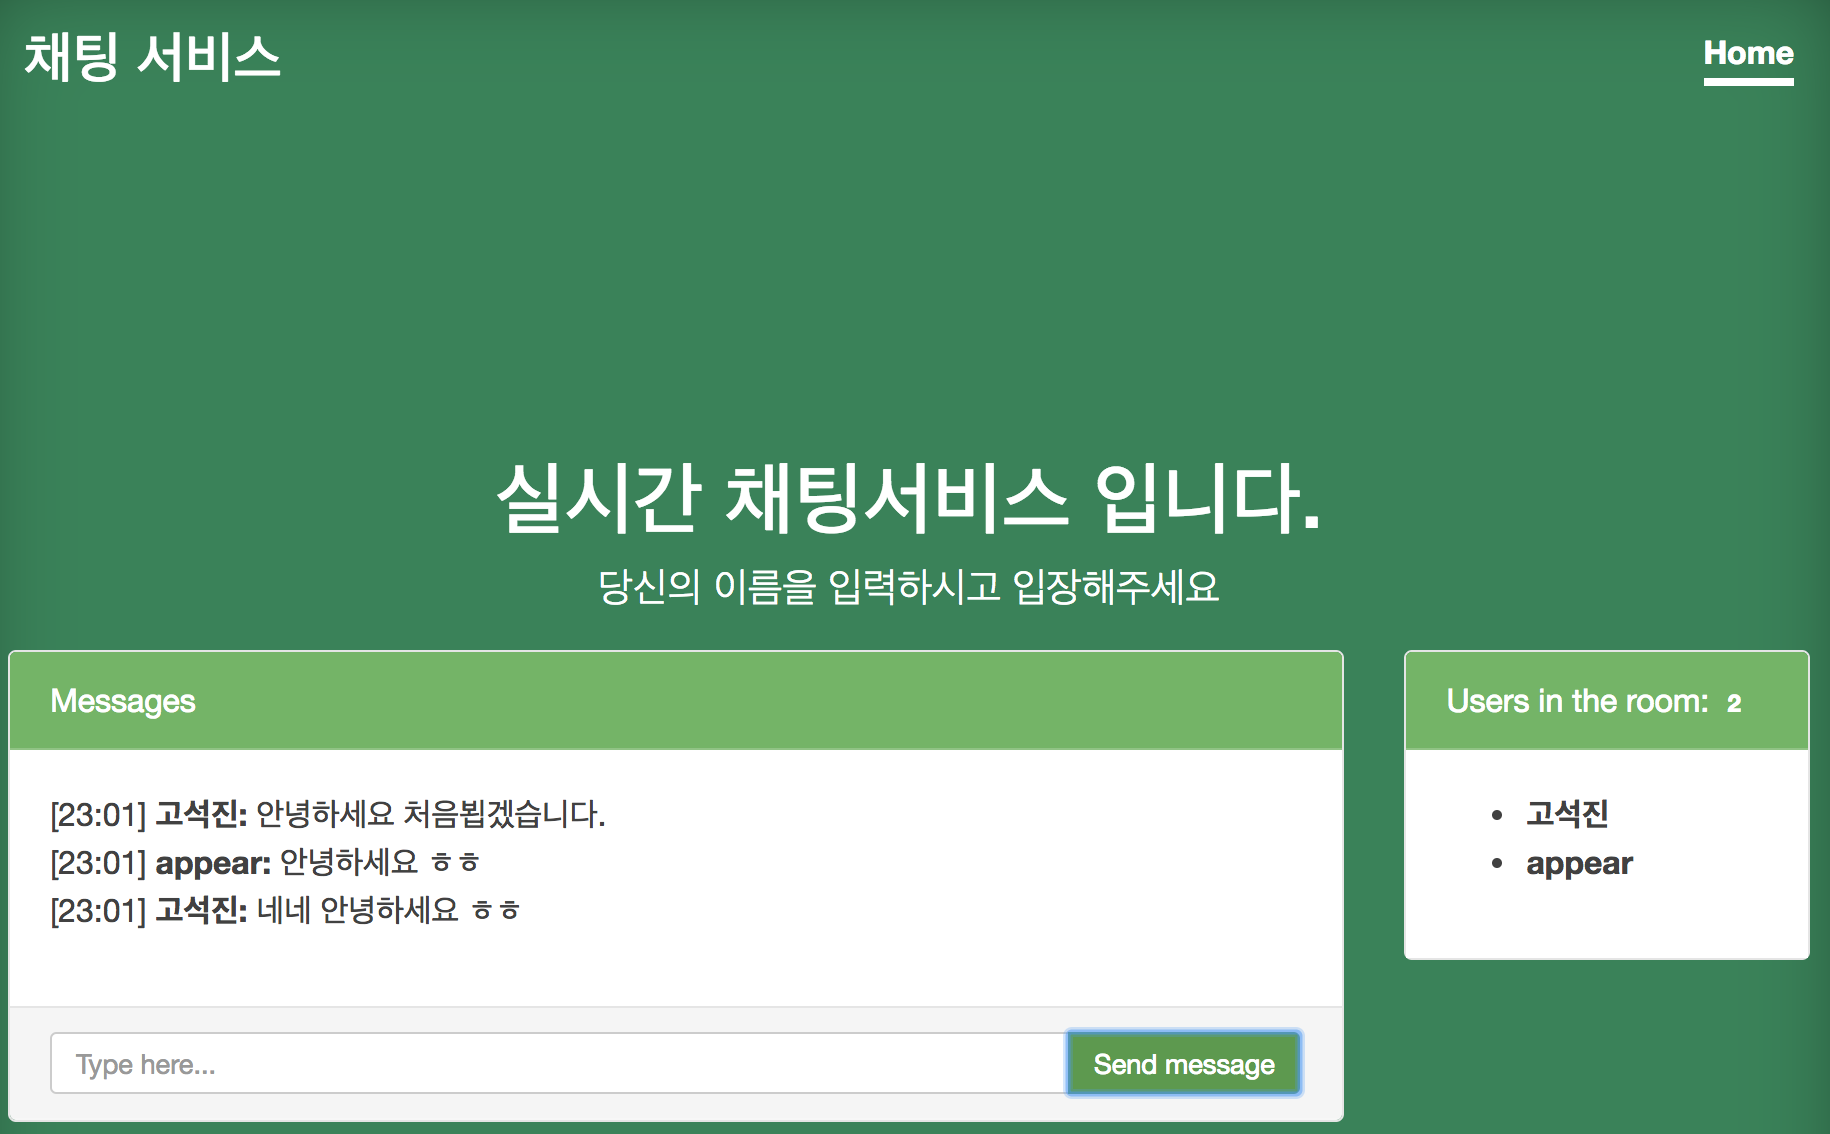 채팅 서비스
Home
실시간 채팅서비스 입니다.
당신의 이름을 입력하시고 입장해주세요
Messages
[23:01] 고석진: 안녕하세요 처음뵙겠습니다.
[23:01] appear: 안녕하세요 ㅎㅎ
[23:01] 고석진: 네네 안녕하세요 ㅎㅎ
Type here...
Send message
Users in the room: 2
고석진
appear